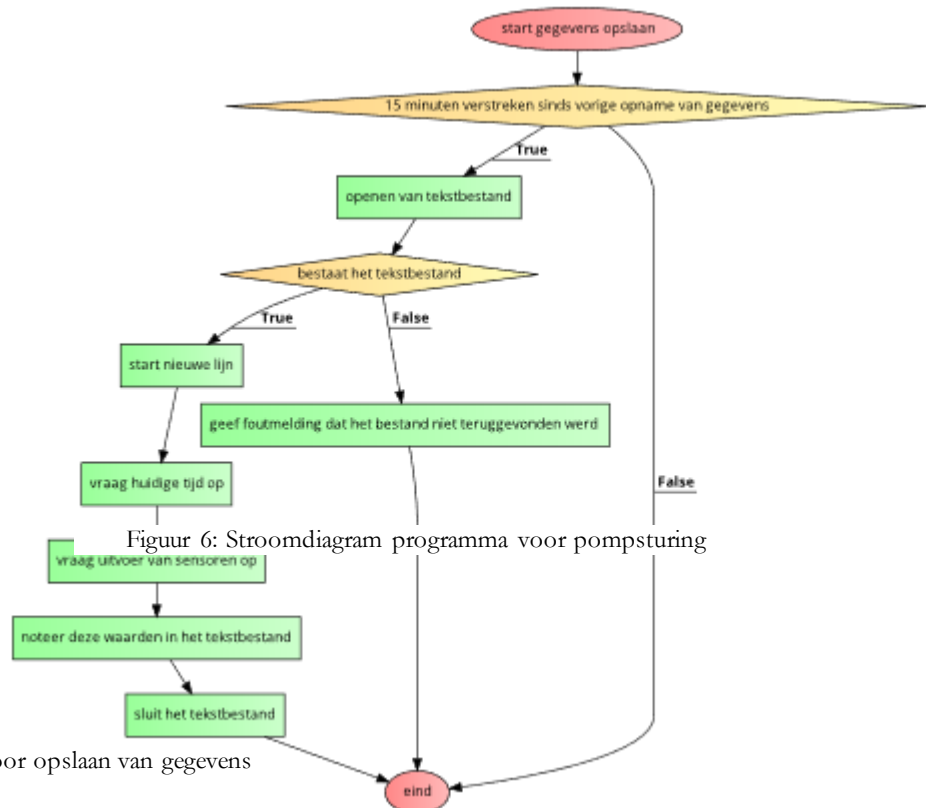 start gegevens opslaan
15 minuten verstreken sinds vorige opname van gegevens
True
openen van tekstbestand
bestaat het tekstbestand
True
False
start nieuwe lijn
geef foutmelding dat het bestand niet teruggevonden werd
vraag huidige tijd op
False
Figuur 6: Stroomdiagram programma voor pompsturing
vraag uitvoer van sensoren op
noteer deze waarden in het tekstbestand
sluit het tekstbestand
opslaan van gegevens
eind